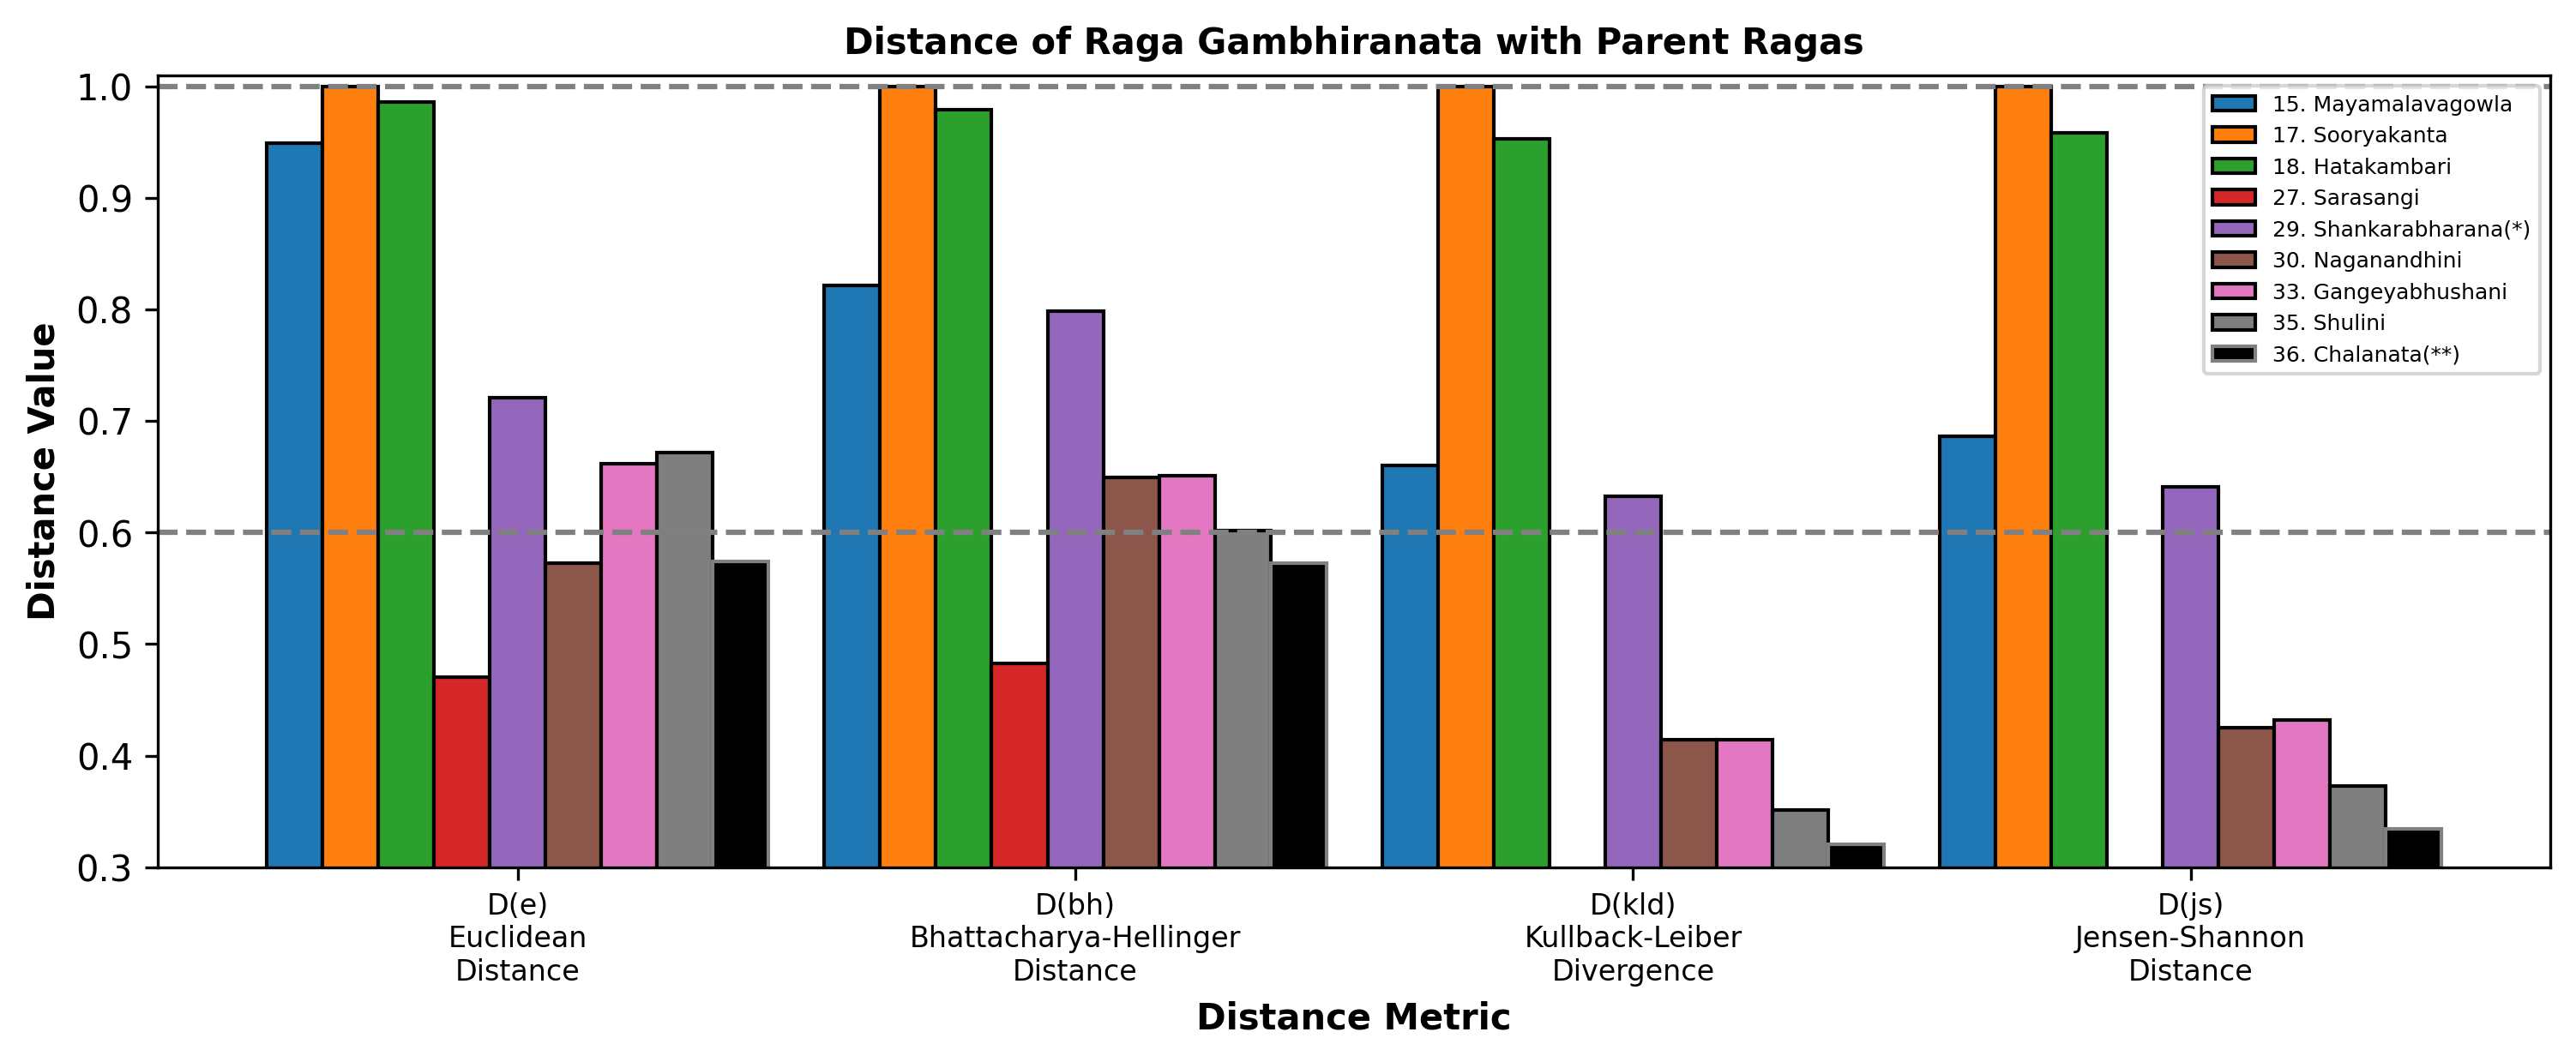 Distance of Raga Gambhiranata with Parent Ragas
Distance Value
1.0
0.9
0.8
0.7
0.6
0.5
0.4
0.3
15. Mayamalavagowla
17. Sooryakanta
18. Hatakambari
27. Sarasangi
29. Shankarabharana(*)
30. Naganandhini
33. Gangeyabhushani
35. Shulini
36. Chalanata(**)
D(e)
Euclidean
Distance
D(bh)
Bhattacharya-Hellinger
Distance
D(kld)
Kullback-Leiber
Divergence
D(js)
Jensen-Shannon
Distance
Distance Metric